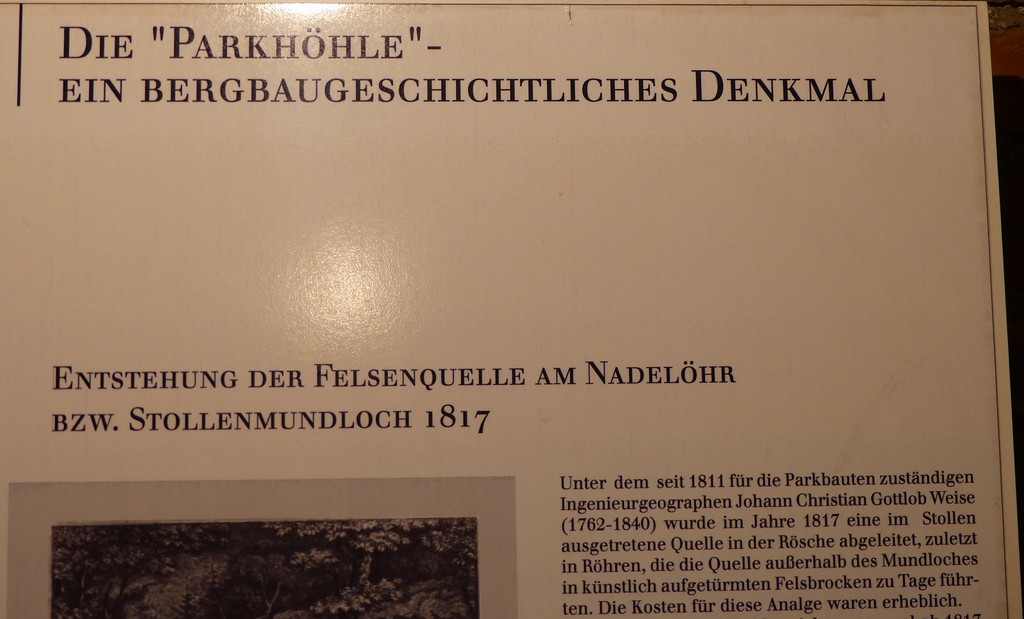 Die "Parkhöhle"-
ein bergbaugeschichtliches Denkmal
Entstehung der Felsenquelle am Nadelöhr
bzw. Stollenmundloch 1817
Unter dem seit 1811 für die Parkbauten zuständigen
Ingenieurgeographen Johann Christian Gottlob Weise
(1762-1840) wurde im Jahre 1817 eine im Stollen
ausgetretene Quelle in der Rösche abgeleitet, zuletzt
in Röhren, die die Quelle außerhalb des Mundloches
in künstlich aufgetürmten Felsbrocken zu Tage führ-
ten. Die Kosten für diese Analge waren erheblich.
1817